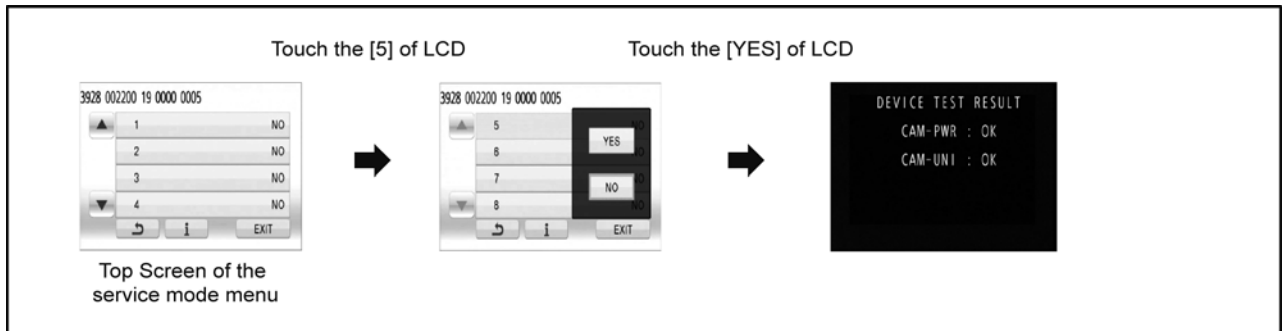 Touch the [5] of LCD
Touch the [YES] of LCD
3928 002200 19 0000 0005
1 NO
2 NO
3 NO
4 NO
i EXIT
Top Screen of the
service mode menu
3928 002200 19 0000 0005
5 NO
YES
6
7
NO
8 NO
i EXIT
DEVICE TEST RESULT
CAM-PWR : OK
CAM-UNI : OK